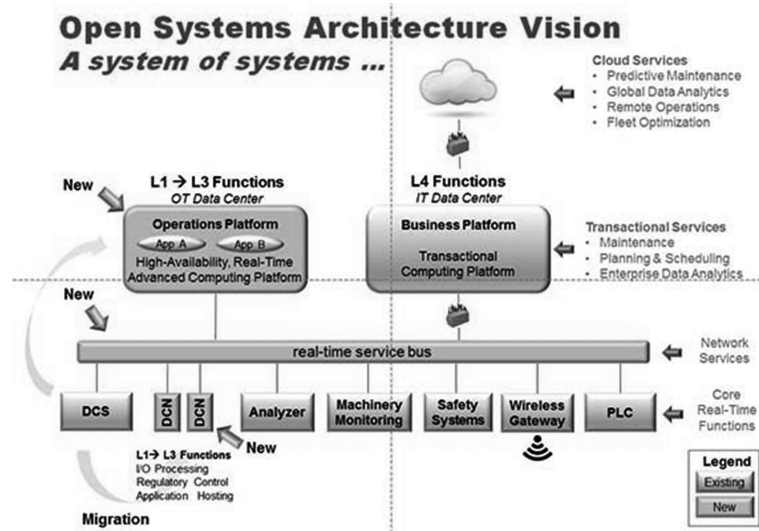 Open Systems Architecture Vision
A system of systems ...
Cloud Services
• Predictive Maintenance
• Global Data Analytics
• Remote Operations
• Fleet Optimization
New
L1 → L3 Functions
OT Data Center
L4 Functions
IT Data Center
Operations Platform
App A
App B
High-Availability, Real-Time
Advanced Computing Platform
Business Platform
Transactional
Computing Platform
Transactional Services
• Maintenance
• Planning & Scheduling
• Enterprise Data Analytics
New
real-time service bus
Network
Services
DCS
DCN
DCN
Analyzer
Machinery
Monitoring
Safety
Systems
Wireless
Gateway
PLC
Core
Real-Time
Functions
New
L1→ L3 Functions
I/O Processing
Regulatory Control
Application Hosting
Migration
Legend
Existing
New